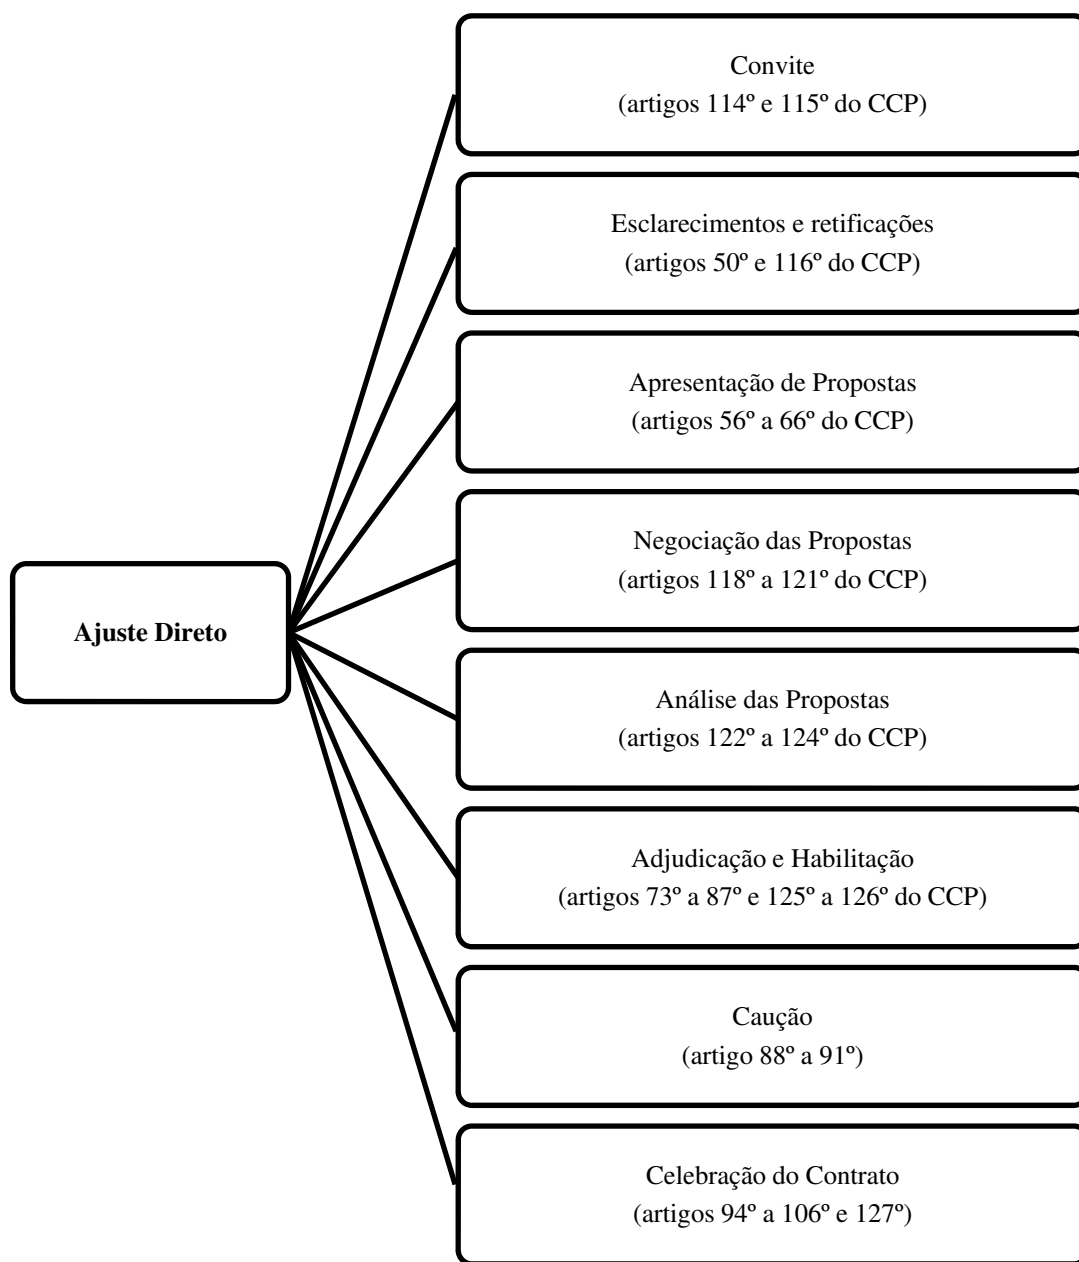 Convite
(artigos 114º e 115º do CCP)
Esclarecimentos e retificações
(artigos 50º e 116º do CCP)
Apresentação de Propostas
(artigos 56º a 66º do CCP)
Negociação das Propostas
(artigos 118º a 121º do CCP)
Ajuste Direto
Análise das Propostas
(artigos 122º a 124º do CCP)
Adjudicação e Habilitação
(artigos 73º a 87º e 125º a 126º do CCP)
Caução
(artigo 88º a 91º)
Celebração do Contrato
(artigos 94º a 106º e 127º)